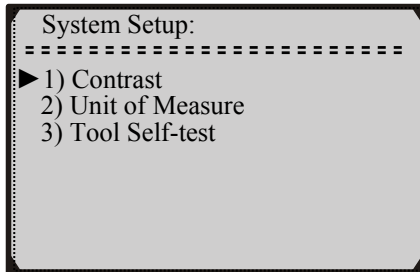 System Setup:
=========================
►1) Contrast
2) Unit of Measure
3) Tool Self-test